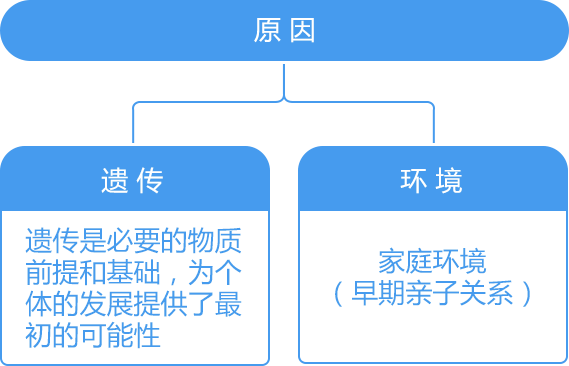 原因
遗传
遗传是必要的物质
前提和基础，为个
体的发展提供了最
初的可能性
环境
家庭环境
（早期亲子关系）